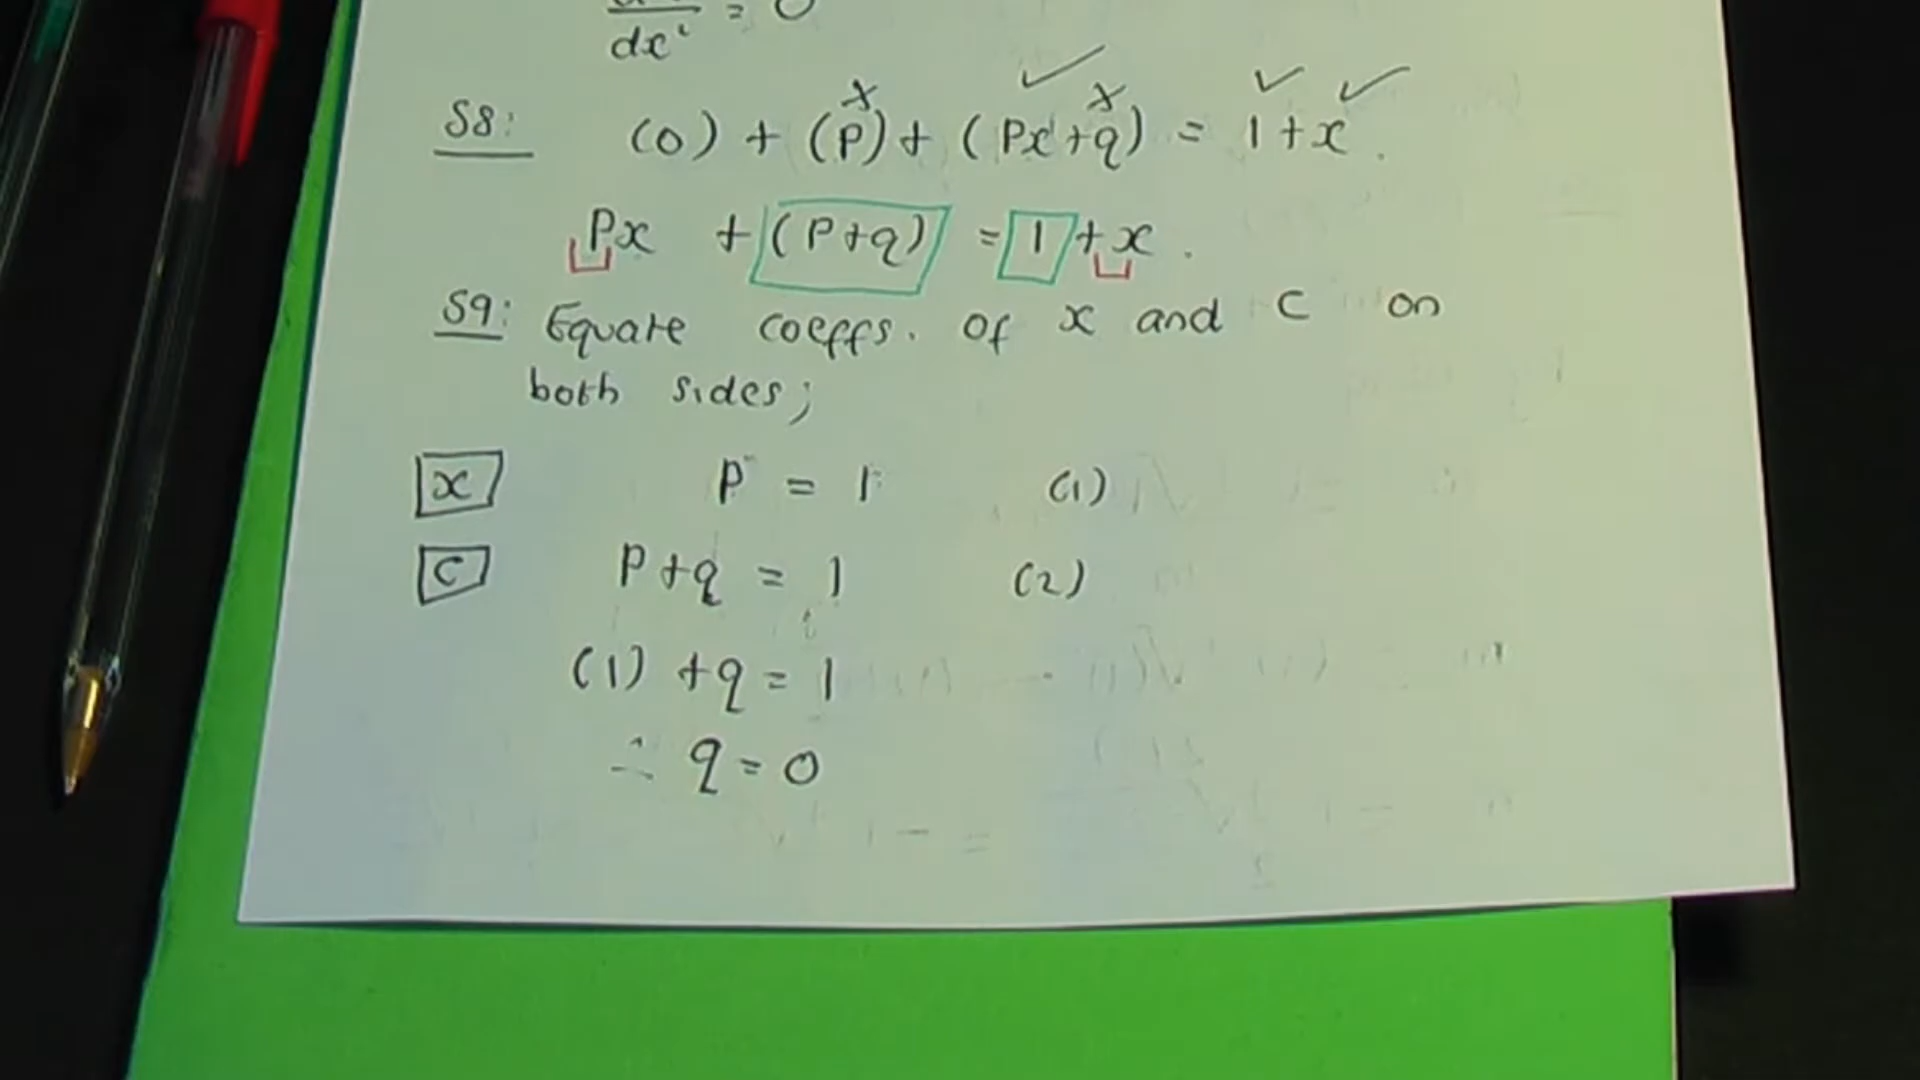 dx² = 0
S8: (0) + (P) + (Px + q) = 1 + x.
Px + (P+q) = 1 + x.
S9: Equate coeffs. of x and C on
both sides;
x P = 1 (1)
C P + q = 1 (2)
(1) + q = 1
∴ q = 0